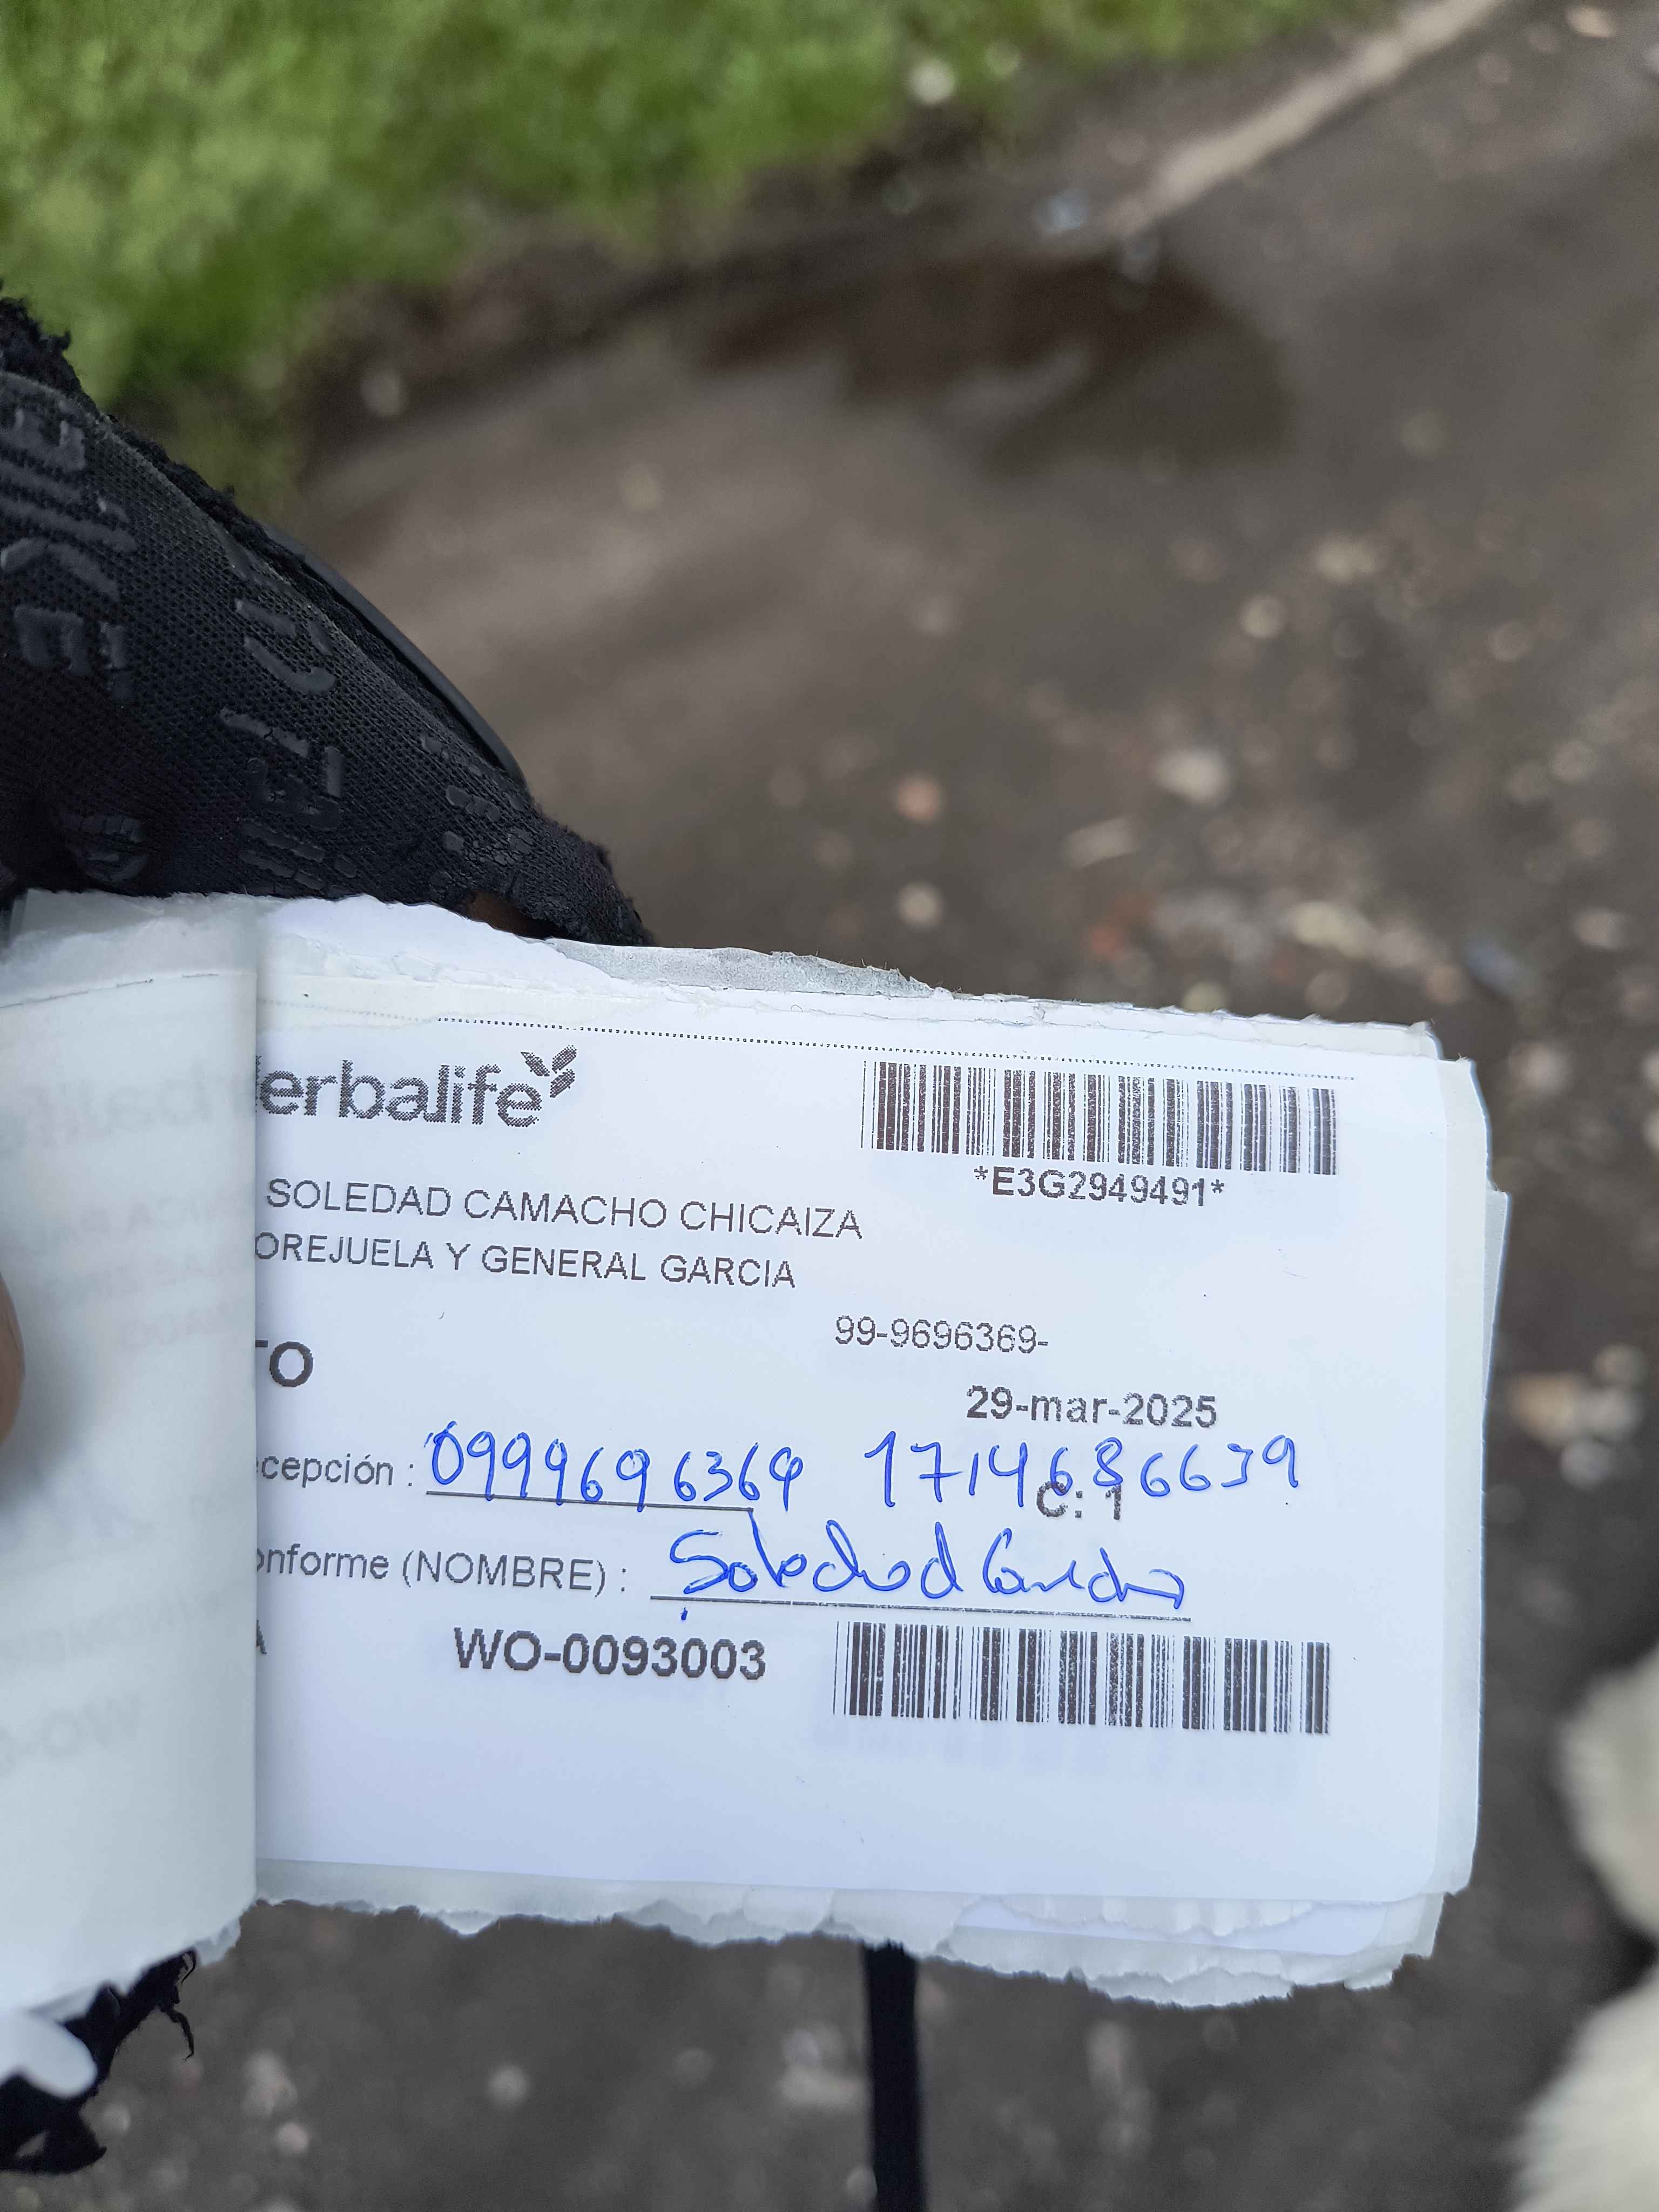 erbalife
*E3G2949491*
SOLEDAD CAMACHO CHICAIZA
OREJUELA Y GENERAL GARCIA
99-9696369-
TO
29-mar-2025
cepción : 0999696369 1714686639
C: 1
onforme (NOMBRE) : Soledad Camacho
A WO-0093003